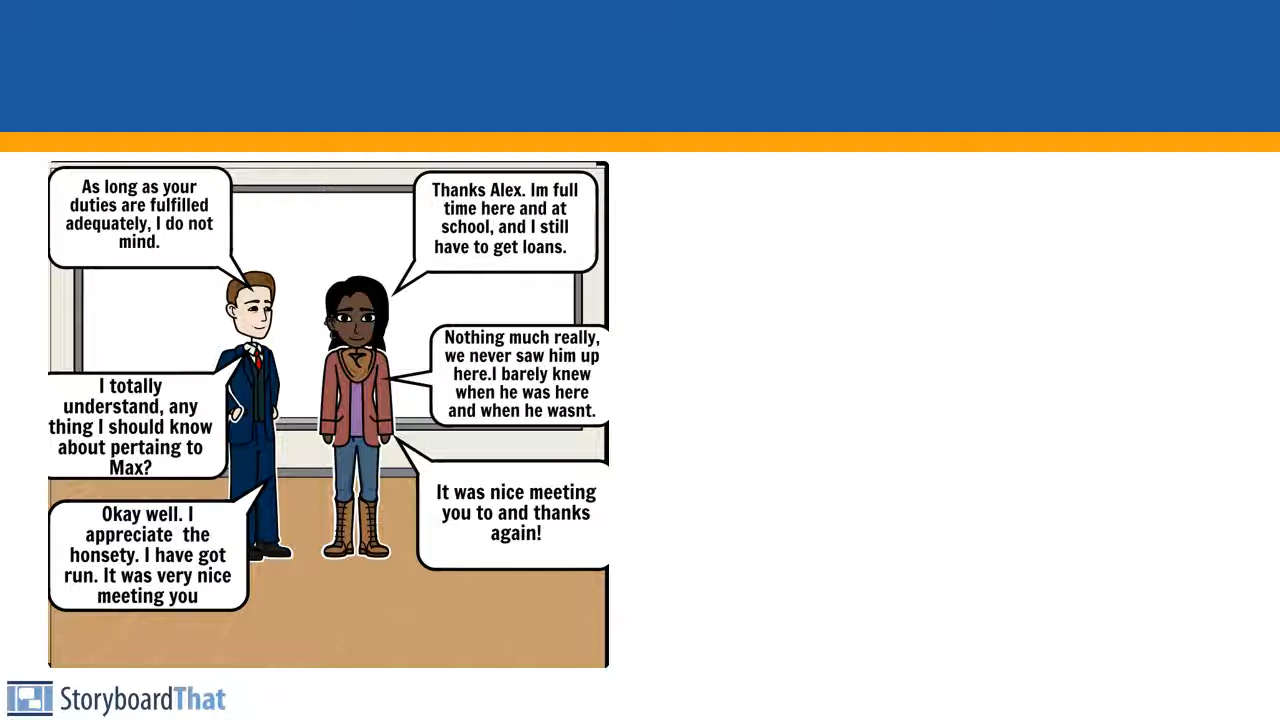 As long as your
duties are fulfilled
adequately, I do not
mind.
Thanks Alex. Im full
time here and at
school, and I still
have to get loans.
I totally
understand, any
thing I should know
about pertaing to
Max?
Nothing much really,
we never saw him up
here.I barely knew
when he was here
and when he wasnt.
Okay well. I
appreciate the
honsety. I have got
run. It was very nice
meeting you
It was nice meeting
you to and thanks
again!
StoryboardThat